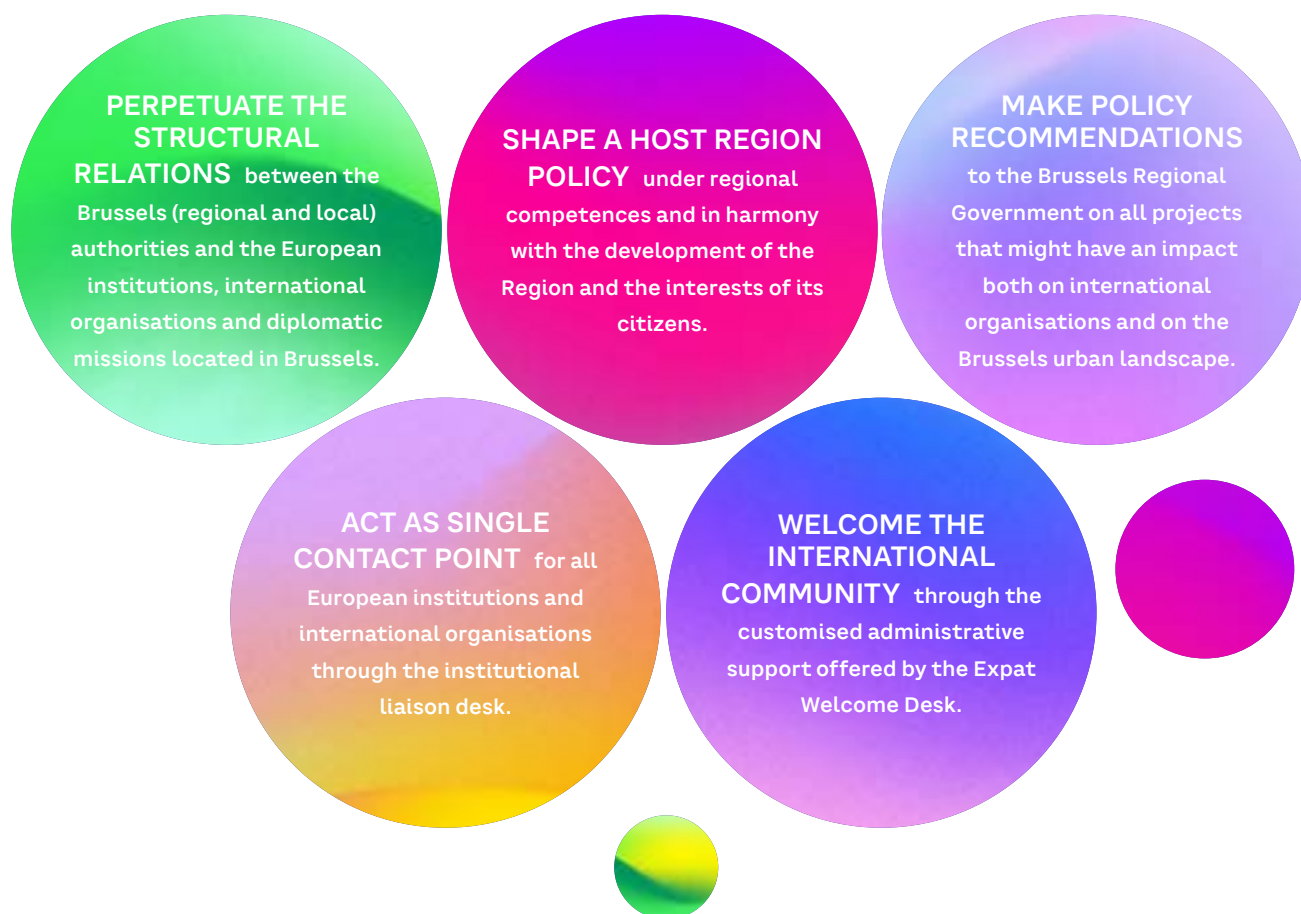 PERPETUATE THE
STRUCTURAL
RELATIONS between the
Brussels (regional and local)
authorities and the European
institutions, international
organisations and diplomatic
missions located in Brussels.
SHAPE A HOST REGION
POLICY under regional
competences and in harmony
with the development of the
Region and the interests of its
citizens.
MAKE POLICY
RECOMMENDATIONS
to the Brussels Regional
Government on all projects
that might have an impact
both on international
organisations and on the
Brussels urban landscape.
ACT AS SINGLE
CONTACT POINT for all
European institutions and
international organisations
through the institutional
liaison desk.
WELCOME THE
INTERNATIONAL
COMMUNITY through the
customised administrative
support offered by the Expat
Welcome Desk.